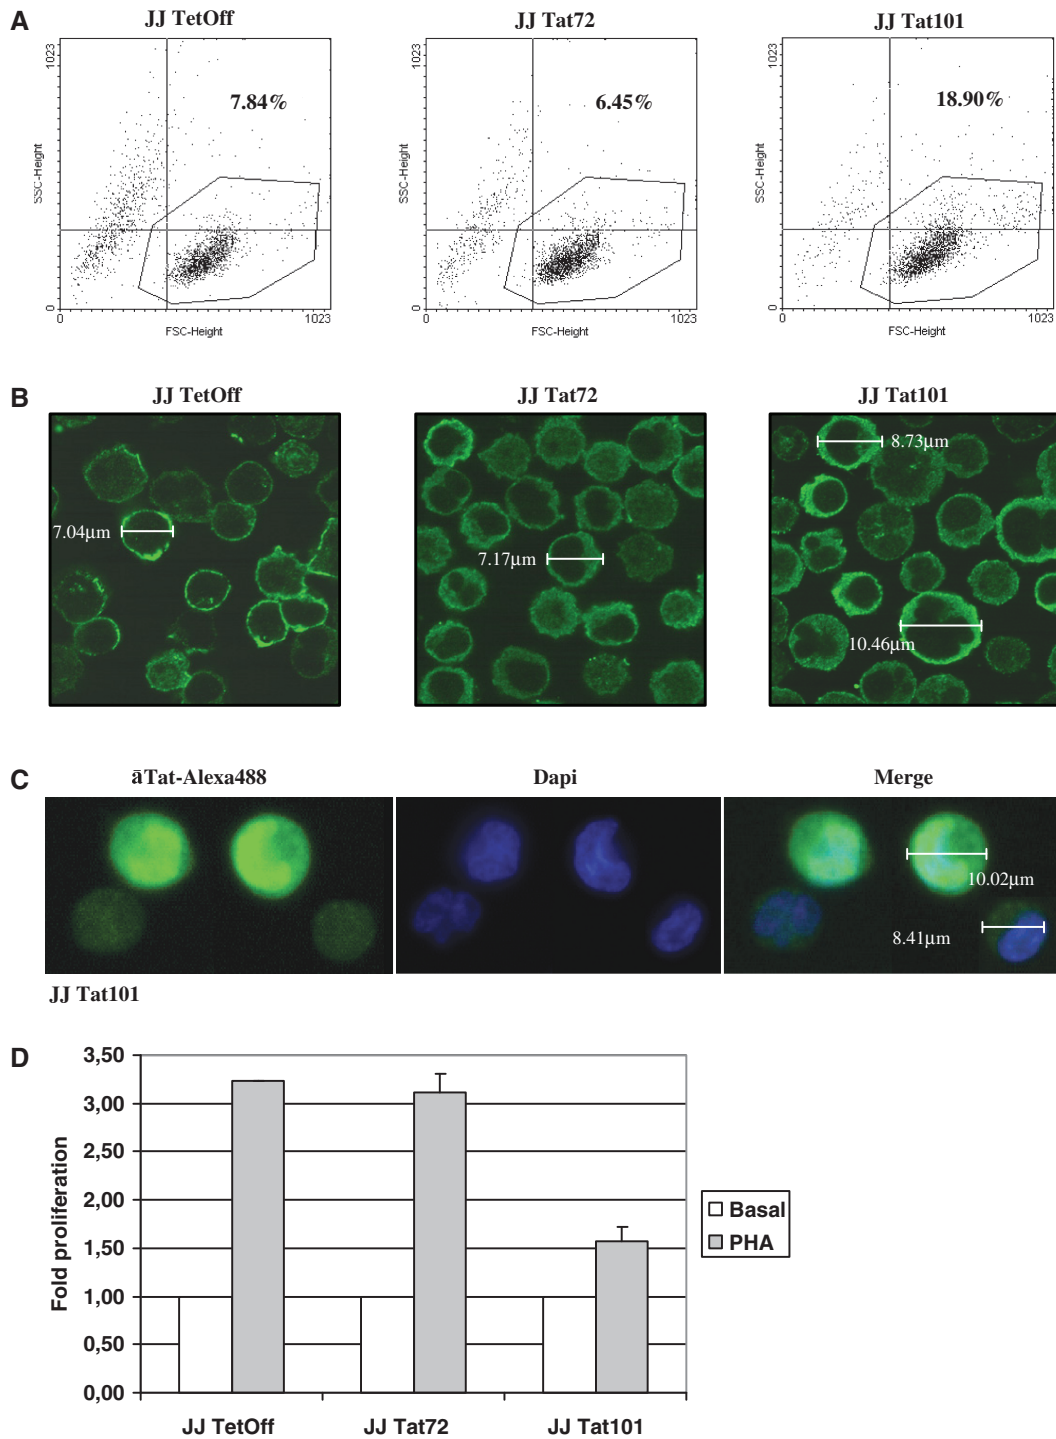 A
JJ TetOff
JJ Tat72
JJ Tat101
1023
SSC-Height
0
7.84%
0
FSC-Height
1023
1023
SSC-Height
0
6.45%
0
FSC-Height
1023
1023
SSC-Height
0
18.90%
0
FSC-Height
1023
B
JJ TetOff
JJ Tat72
JJ Tat101
7.04µm
7.17µm
8.73µm
10.46µm
C
āTat-Alexa488
Dapi
Merge
10.02µm
8.41µm
JJ Tat101
D
Fold proliferation
3,50
3,00
2,50
2,00
1,50
1,00
0,50
0,00
JJ TetOff
JJ Tat72
JJ Tat101
Basal
PHA